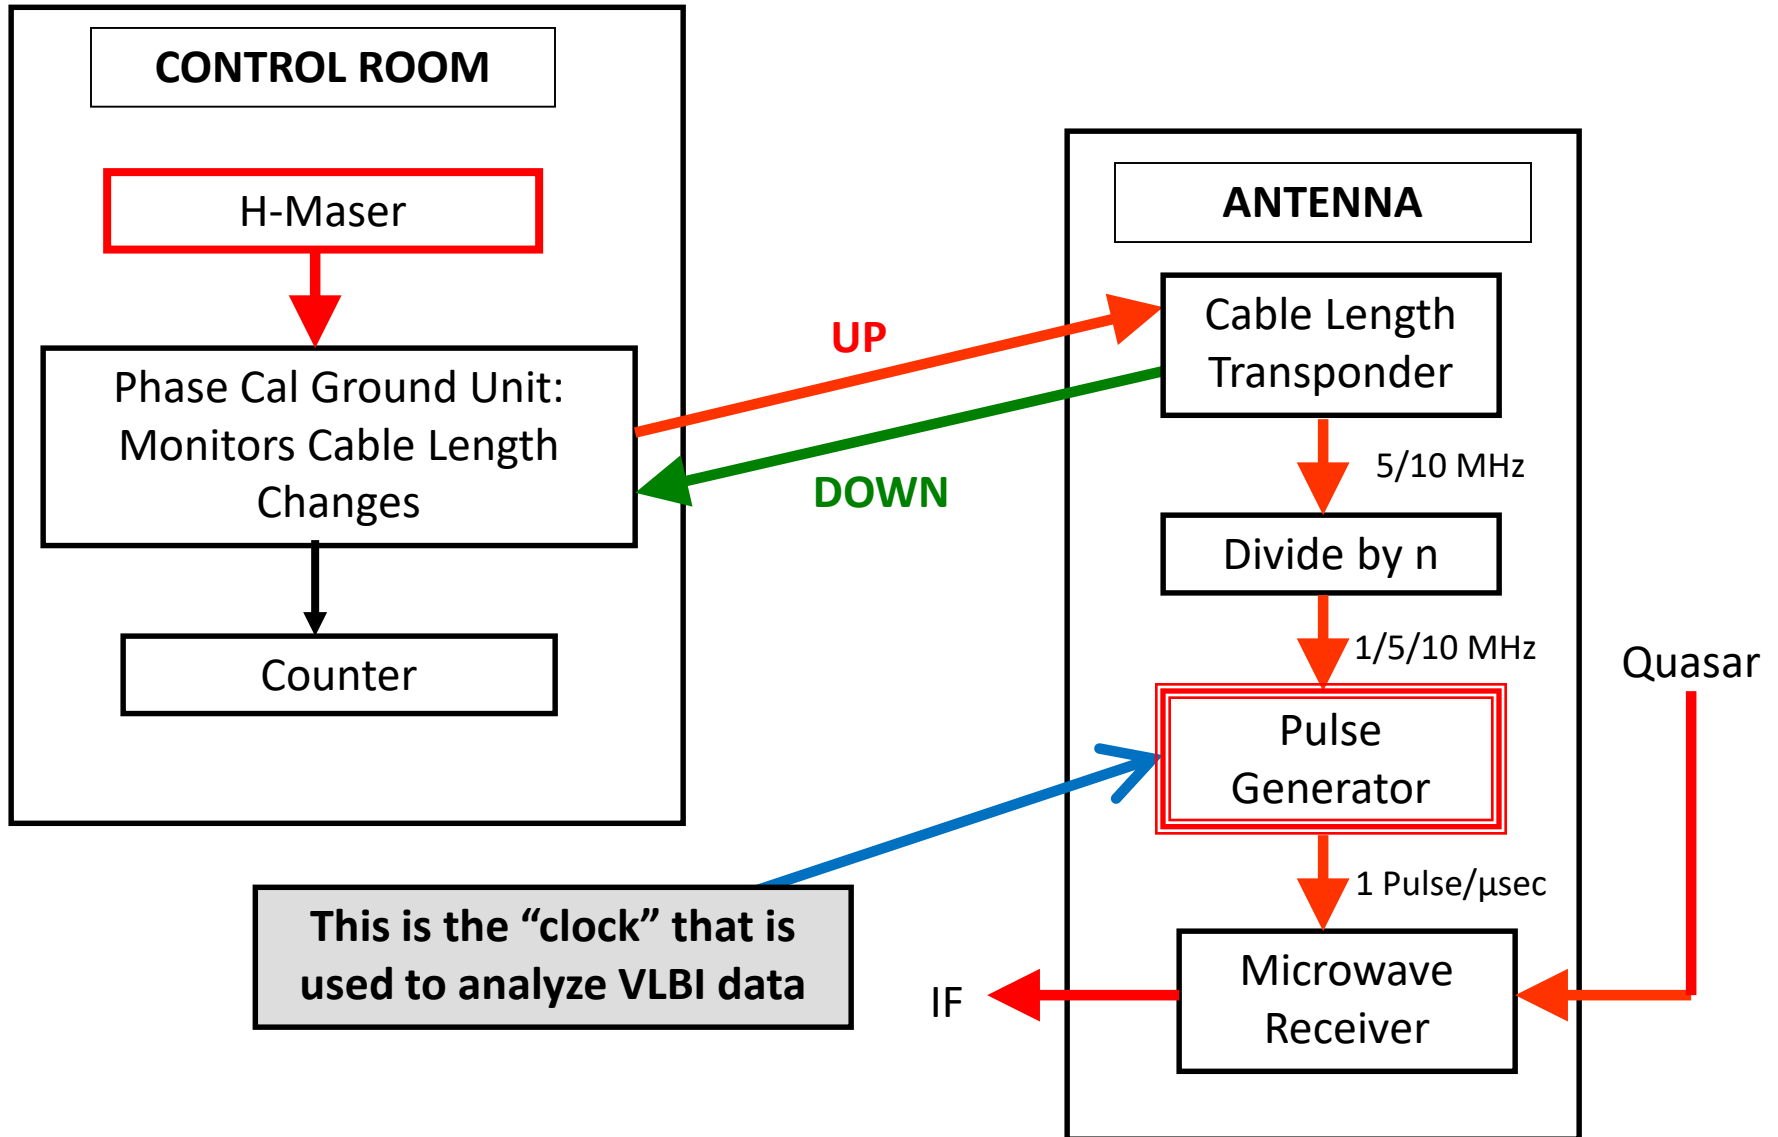 CONTROL ROOM
H-Maser
Phase Cal Ground Unit:
Monitors Cable Length
Changes
Counter
UP
DOWN
ANTENNA
Cable Length
Transponder
5/10 MHz
Divide by n
1/5/10 MHz
Pulse
Generator
1 Pulse/μsec
Microwave
Receiver
Quasar
IF
This is the “clock” that is
used to analyze VLBI data